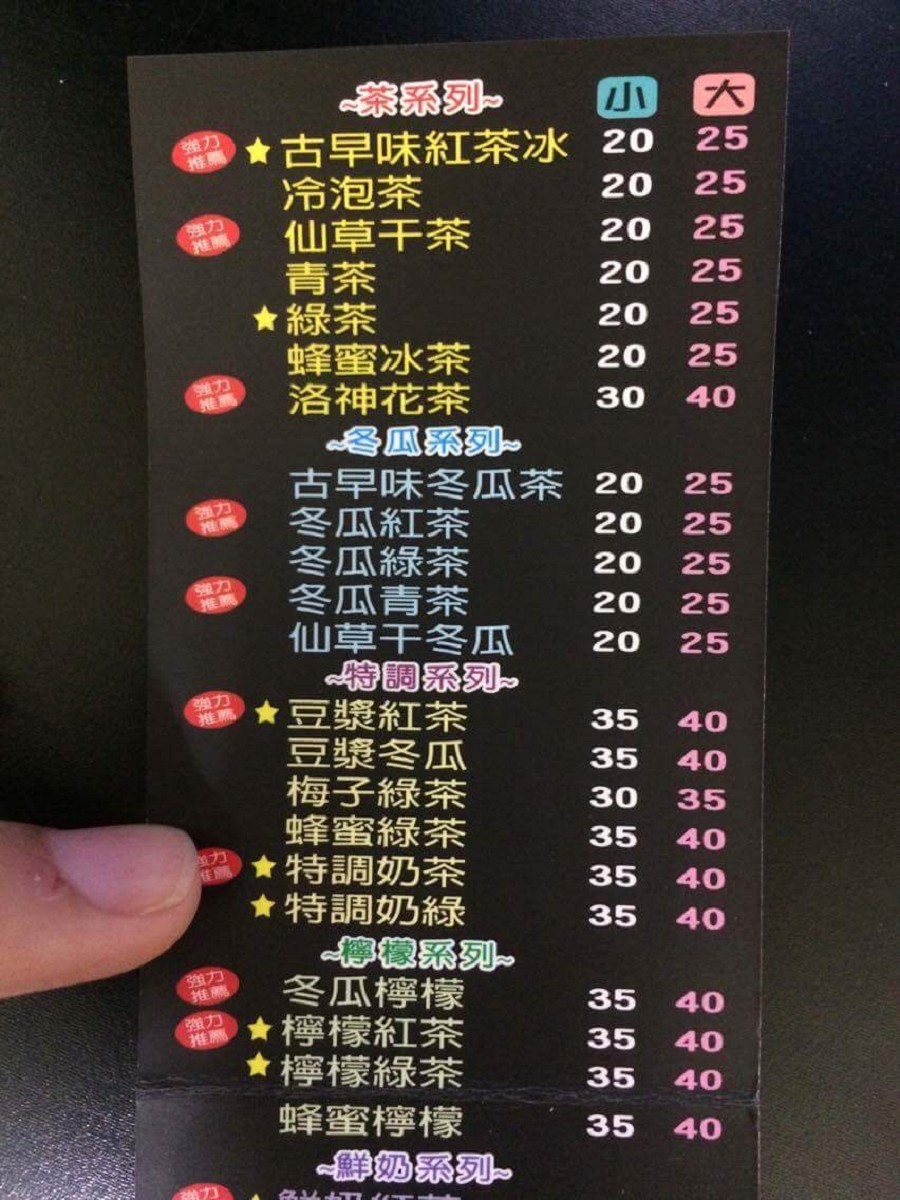 ~茶系列~ 小 大
強力推薦 ★古早味紅茶冰 20 25
冷泡茶 20 25
強力推薦 仙草干茶 20 25
青茶 20 25
★綠茶 20 25
蜂蜜冰茶 20 25
強力推薦 洛神花茶 30 40
~冬瓜系列~
古早味冬瓜茶 20 25
強力推薦 冬瓜紅茶 20 25
冬瓜綠茶 20 25
強力推薦 冬瓜青茶 20 25
仙草干冬瓜 20 25
~特調系列~
強力推薦 ★豆漿紅茶 35 40
豆漿冬瓜 35 40
梅子綠茶 30 35
蜂蜜綠茶 35 40
強力推薦 ★特調奶茶 35 40
★特調奶綠 35 40
~檸檬系列~
強力推薦 冬瓜檸檬 35 40
強力推薦 ★檸檬紅茶 35 40
★檸檬綠茶 35 40
蜂蜜檸檬 35 40
~鮮奶系列~
強力 ★鮮奶紅茶